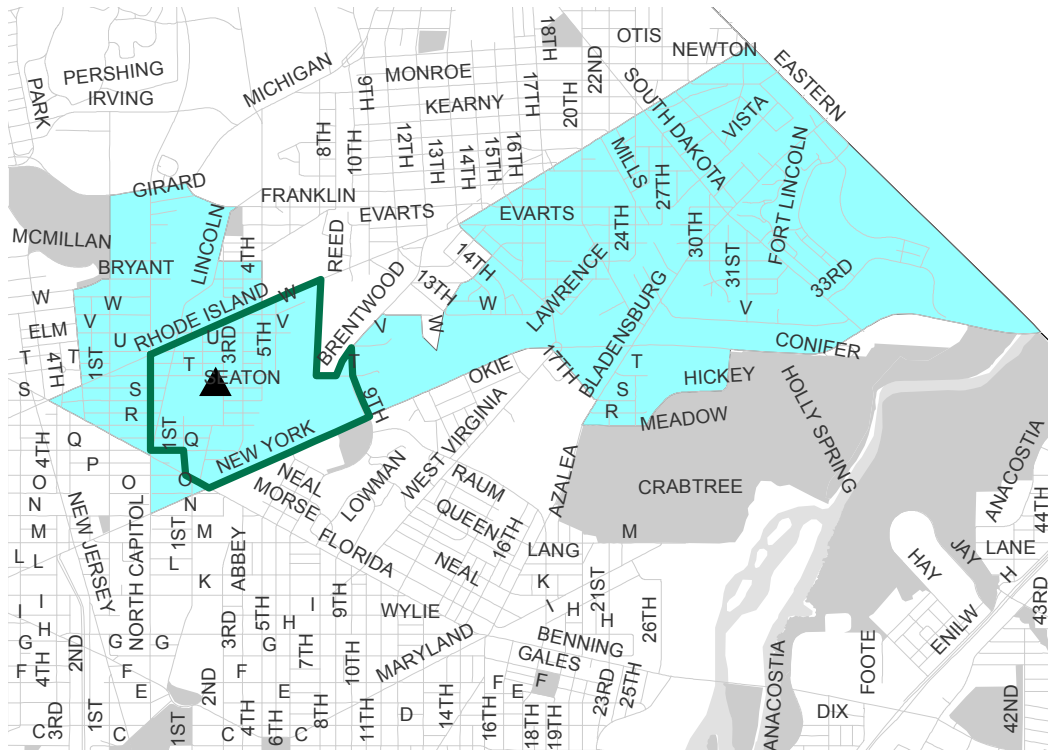 OTIS
18TH
NEWTON
EASTERN
PERSHING
IRVING
MICHIGAN
MONROE
9TH
17TH
22ND
20TH
SOUTH DAKOTA
VISTA
PARK
KEARNY
8TH
10TH
12TH
13TH
14TH
15TH
16TH
MILLS
27TH
FORT LINCOLN
GIRARD
FRANKLIN
EVARTS
EVARTS
24TH
30TH
31ST
33RD
MCMILLAN
LINCOLN
4TH
REED
14TH
13TH
BRYANT
BRENTWOOD
LAWRENCE
BLADENSBURG
W
W
W
W
W
V
V
V
V
ELM
U
RHODE ISLAND
U
3RD
5TH
CONIFER
T
T
4TH
1ST
T
T
T
SEATON
OKIE
17TH
HICKEY
HOLLY SPRING
S
S
S
R
R
9TH
MEADOW
1ST
Q
Q
NEW YORK
WEST VIRGINIA
4TH
P
O
O
O
NEAL
MORSE
LOWMAN
RAUM
AZALEA
CRABTREE
ANACOSTIA
N
N
NEW JERSEY
NORTH CAPITOL
QUEEN
16TH
44TH
M
M
M
1ST
FLORIDA
LANG
LANE
JAY
HAY
L
L
L
ABBEY
NEAL
K
K
H
I
I
I
I
9TH
WYLIE
21ST
26TH
H
H
H
H
3RD
5TH
ENILW
43RD
G
G
G
G
2ND
4TH
7TH
10TH
MARYLAND
BENNING
GALES
FOOTE
F
F
F
F
F
E
E
E
2ND
23RD
25TH
ANACOSTIA
42ND
C
C
C
C
3RD
1ST
1ST
4TH
6TH
8TH
11TH
D
14TH
16TH
18TH
19TH
DIX